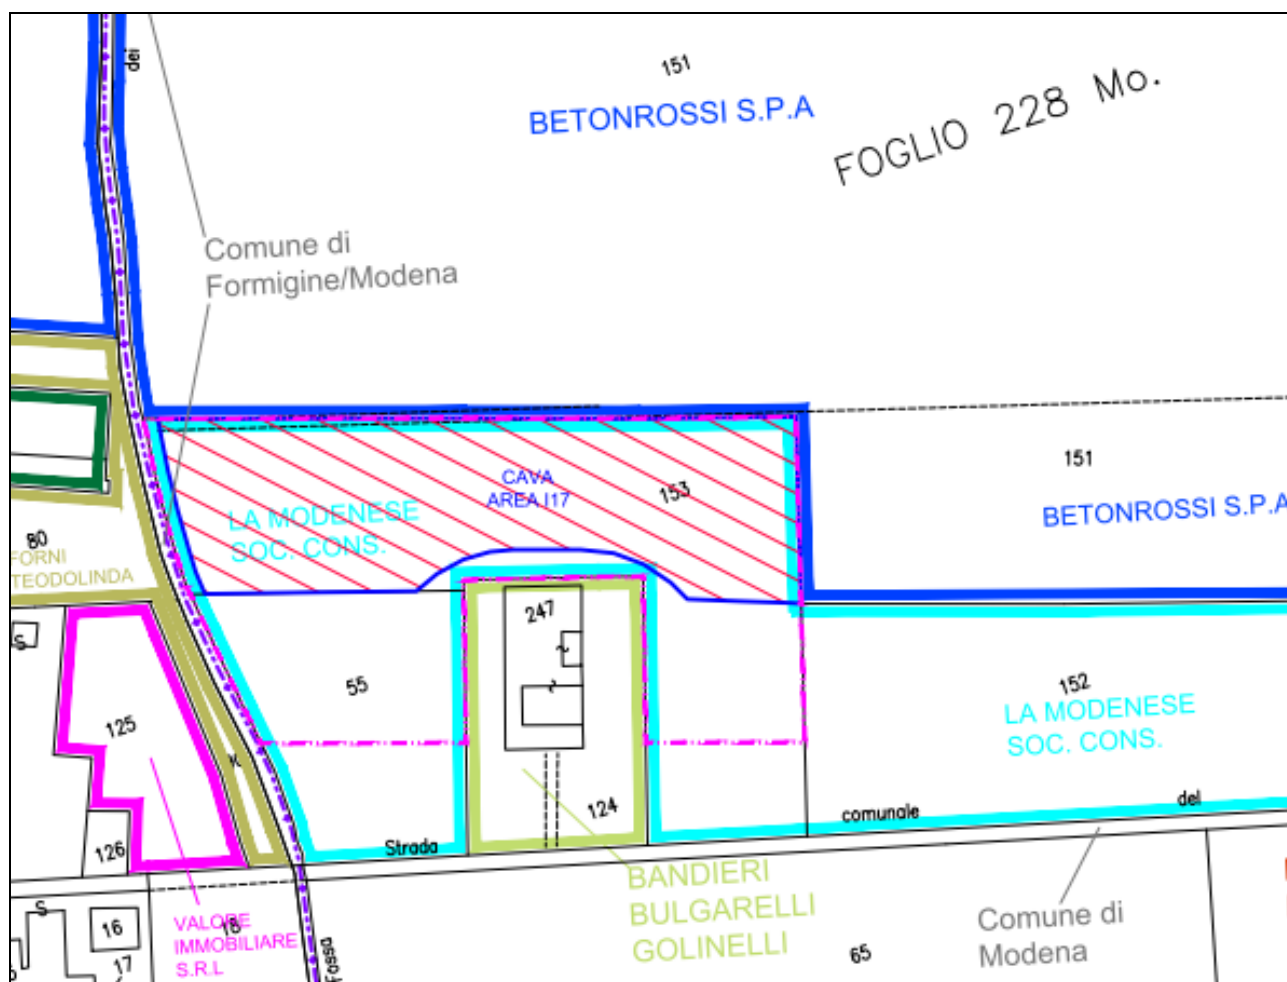 dei
151
BETONROSSI S.P.A
FOGLIO 228 Mo.
Comune di
Formigine/Modena
CAVA
AREA I17
153
151
LA MODENESE
SOC. CONS.
BETONROSSI S.P.A
80
FORNI
TEODOLINDA
247
S
55
152
LA MODENESE
SOC. CONS.
125
124
126
Strada
comunale
del
BANDIERI
BULGARELLI
GOLINELLI
VALORE
IMMOBILIARE
S.R.L
18
S
16
17
65
Comune di
Modena
Fossa